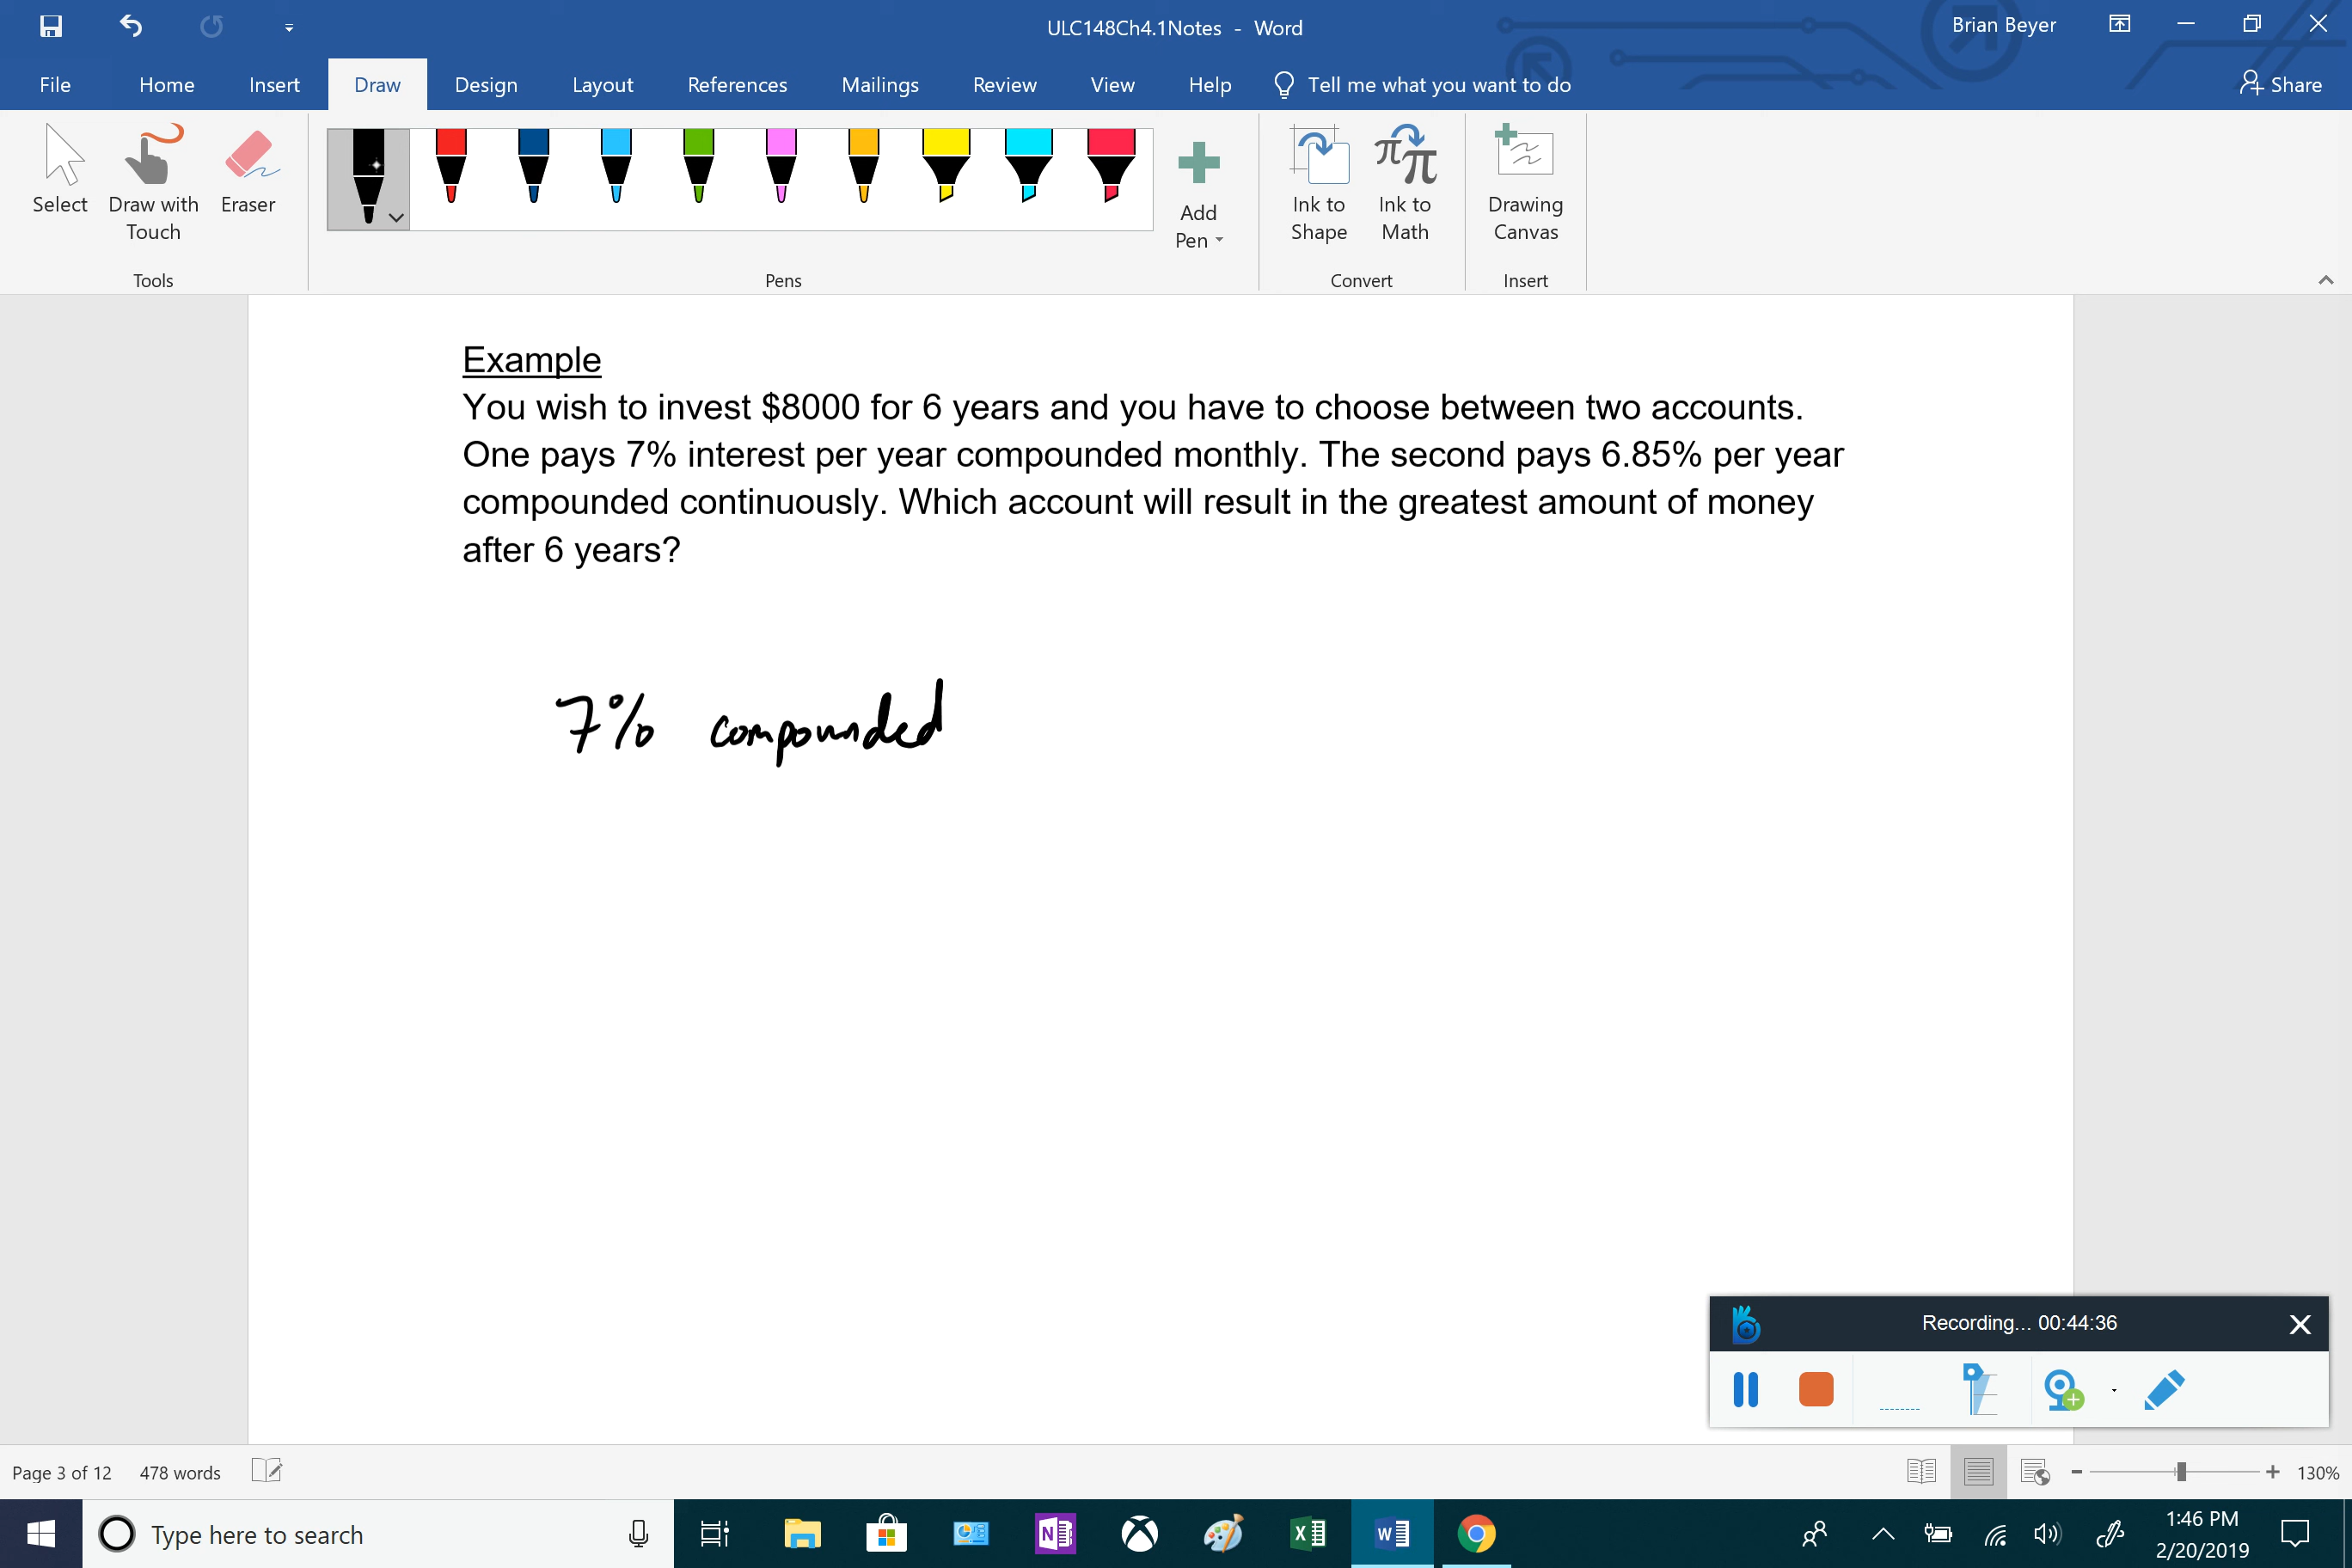 ULC148Ch4.1Notes - Word
Brian Beyer
File Home Insert Draw Design Layout References Mailings Review View Help Tell me what you want to do Share
Select Draw with Touch Eraser Add Pen Ink to Shape Ink to Math Drawing Canvas
Tools Pens Convert Insert
Example
You wish to invest $8000 for 6 years and you have to choose between two accounts.
One pays 7% interest per year compounded monthly. The second pays 6.85% per year
compounded continuously. Which account will result in the greatest amount of money
after 6 years?
7% compounded
Recording... 00:44:36
Page 3 of 12 478 words 130%
Type here to search
1:46 PM
2/20/2019